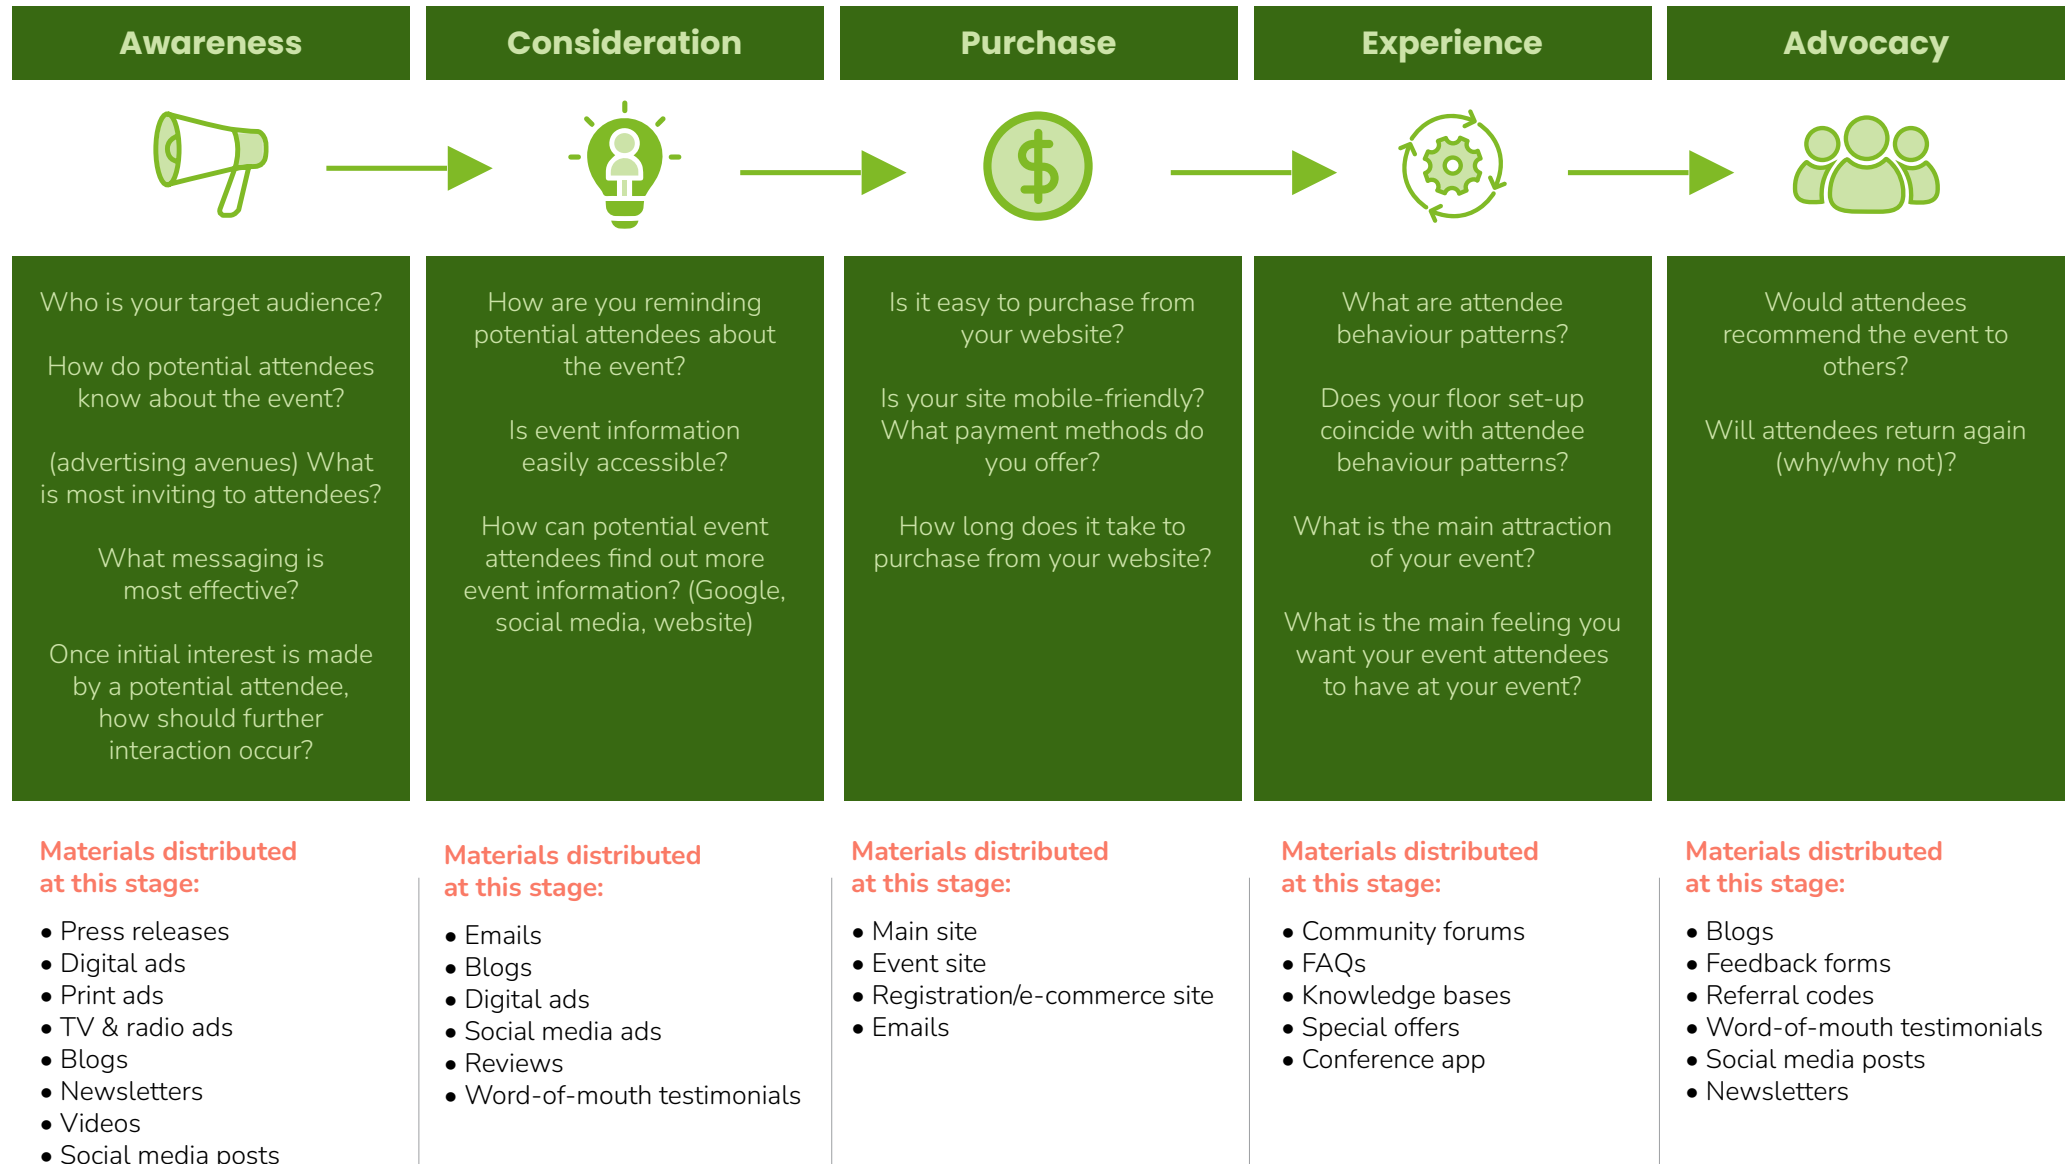 Awareness
Consideration
Purchase
Experience
Advocacy
$
Who is your target audience?
How do potential attendees
know about the event?
(advertising avenues) What
is most inviting to attendees?
What messaging is
most effective?
Once initial interest is made
by a potential attendee,
how should further
interaction occur?
How are you reminding
potential attendees about
the event?
Is event information
easily accessible?
How can potential event
attendees find out more
event information? (Google,
social media, website)
Is it easy to purchase from
your website?
Is your site mobile-friendly?
What payment methods do
you offer?
How long does it take to
purchase from your website?
What are attendee
behaviour patterns?
Does your floor set-up
coincide with attendee
behaviour patterns?
What is the main attraction
of your event?
What is the main feeling you
want your event attendees
to have at your event?
Would attendees
recommend the event to
others?
Will attendees return again
(why/why not)?
Materials distributed
at this stage:
• Press releases
• Digital ads
• Print ads
• TV & radio ads
• Blogs
• Newsletters
• Videos
• Social media posts
Materials distributed
at this stage:
• Emails
• Blogs
• Digital ads
• Social media ads
• Reviews
• Word-of-mouth testimonials
Materials distributed
at this stage:
• Main site
• Event site
• Registration/e-commerce site
• Emails
Materials distributed
at this stage:
• Community forums
• FAQs
• Knowledge bases
• Special offers
• Conference app
Materials distributed
at this stage:
• Blogs
• Feedback forms
• Referral codes
• Word-of-mouth testimonials
• Social media posts
• Newsletters